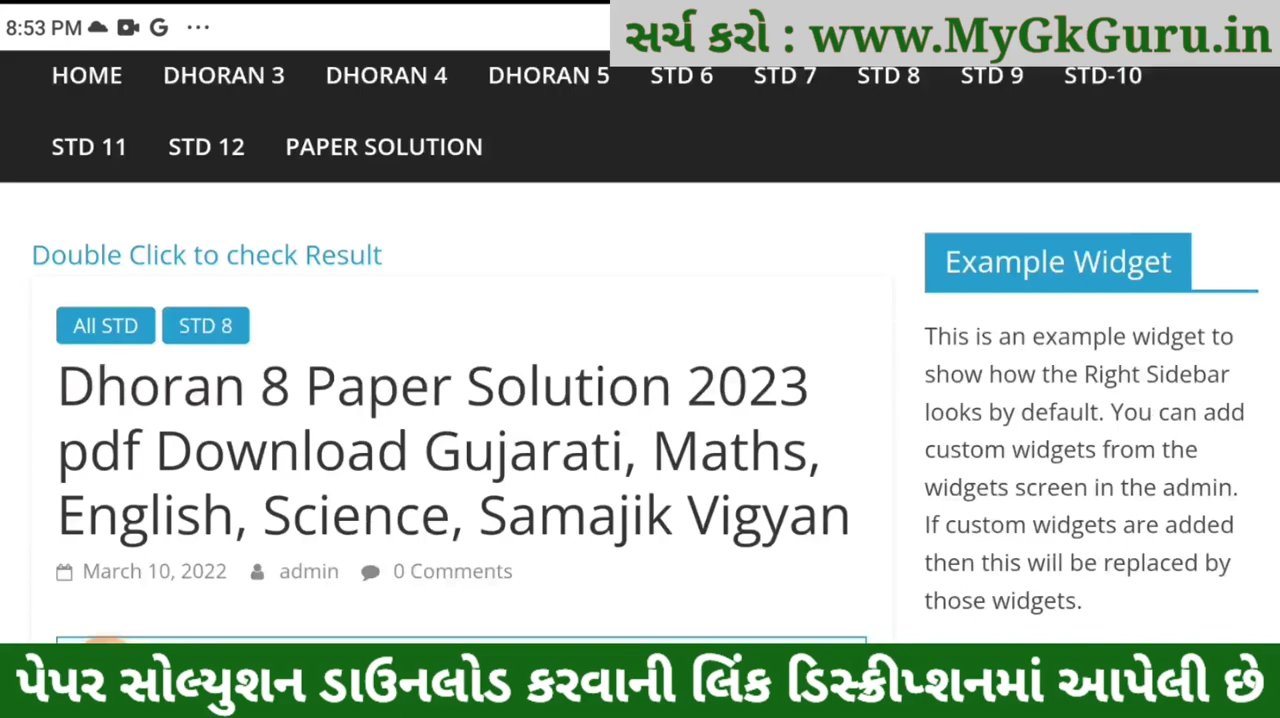 8:53 PM
સર્ચ કરો : www.MyGkGuru.in
HOME DHORAN 3 DHORAN 4 DHORAN 5 STD 6 STD 7 STD 8 STD 9 STD-10
STD 11 STD 12 PAPER SOLUTION
Double Click to check Result
All STD STD 8
Dhoran 8 Paper Solution 2023
pdf Download Gujarati, Maths,
English, Science, Samajik Vigyan
March 10, 2022 admin 0 Comments
Example Widget
This is an example widget to
show how the Right Sidebar
looks by default. You can add
custom widgets from the
widgets screen in the admin.
If custom widgets are added
then this will be replaced by
those widgets.
પેપર સોલ્યુશન ડાઉનલોડ કરવાની લિંક ડિસ્ક્રીપ્શનમાં આપેલી છે